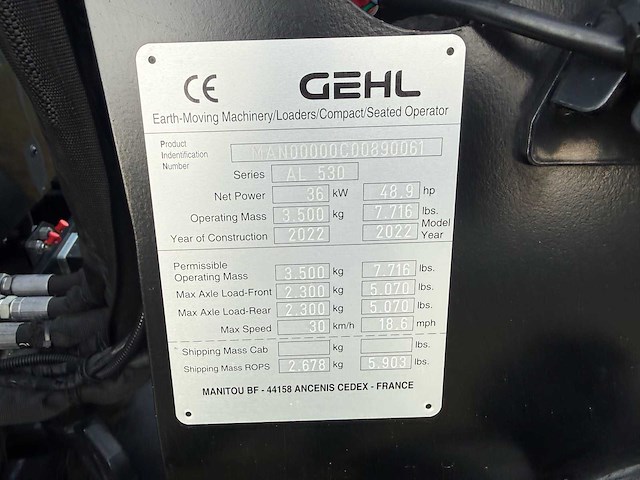 CE GEHL
Earth-Moving Machinery/Loaders/Compact/Seated Operator
Product Indentification Number MAN00000C00890061
Series AL 530
Net Power 36 kW 48.9 hp
Operating Mass 3.500 kg 7.716 lbs.
Year of Construction 2022 2022 Model Year
Permissible Operating Mass 3.500 kg 7.716 lbs.
Max Axle Load-Front 2.300 kg 5.070 lbs.
Max Axle Load-Rear 2.300 kg 5.070 lbs.
Max Speed 30 km/h 18.6 mph
Shipping Mass Cab kg lbs.
Shipping Mass ROPS 2.678 kg 5.903 lbs.
MANITOU BF - 44158 ANCENIS CEDEX - FRANCE